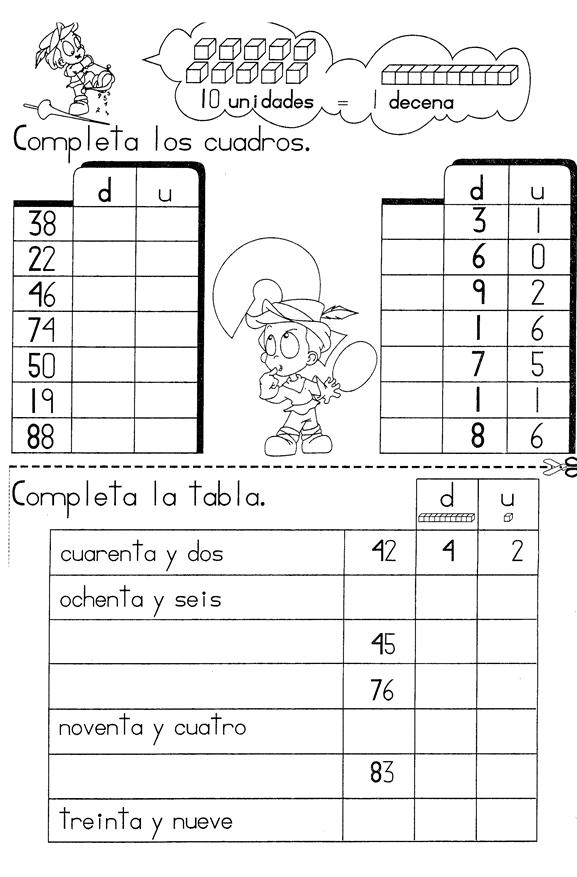 10 unidades = 1 decena
Completa los cuadros.
d u
38
22
46
74
50
19
88
d u
3 1
6 0
9 2
1 6
7 5
1 1
8 6
Completa la tabla.
d u
cuarenta y dos 42 4 2
ochenta y seis
45
76
noventa y cuatro
83
treinta y nueve